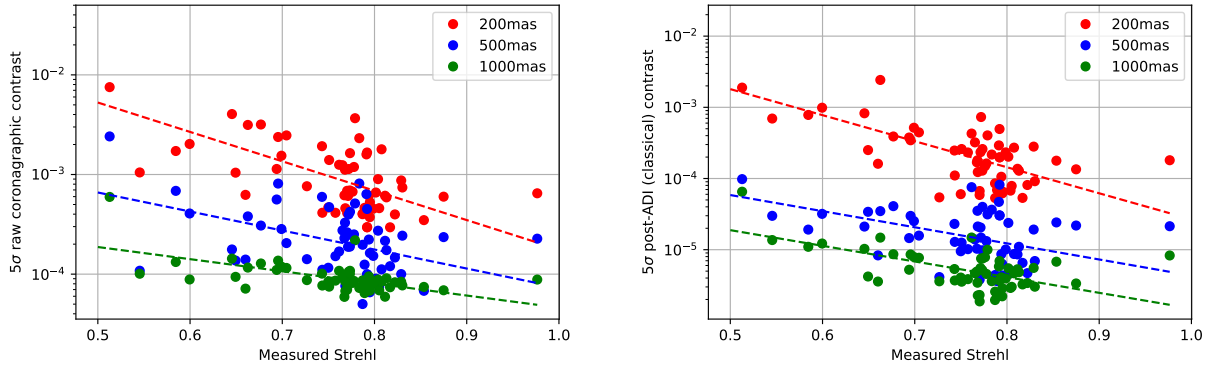 5σ raw coronagraphic contrast
10⁻²
10⁻³
10⁻⁴
200mas
500mas
1000mas
0.5 0.6 0.7 0.8 0.9 1.0
Measured Strehl
5σ post-ADI (classical) contrast
10⁻²
10⁻³
10⁻⁴
10⁻⁵
200mas
500mas
1000mas
0.5 0.6 0.7 0.8 0.9 1.0
Measured Strehl